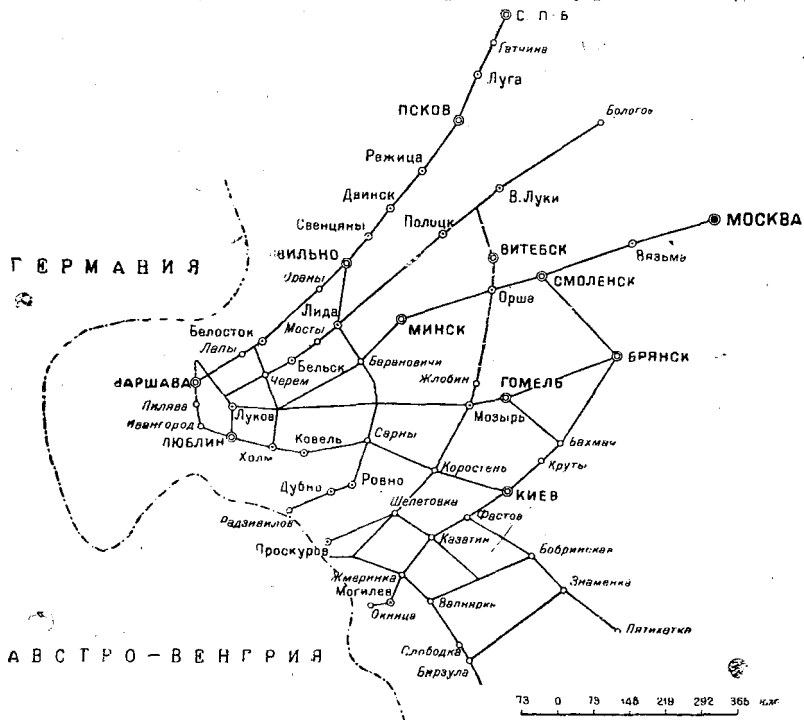 С. П. Б
Гатчина
Луга
ПСКОВ
Бологое
Режица
Двинск
В. Луки
Свенцяны
Полоцк
МОСКВА
ВИЛЬНО
ВИТЕБСК
Вязьма
ГЕРМАНИЯ
СМОЛЕНСК
Ораны
Орша
Лида
Белосток
Мосты
МИНСК
Лапы
Бельск
Барановичи
БРЯНСК
ВАРШАВА
Черем
Жлобин
ГОМЕЛЬ
Пилява
Луков
Мозырь
Ивангород
ЛЮБЛИН
Сарны
Бахмач
Холм
Ковель
Коростень
Круты
Дубно
Ровно
КИЕВ
Шепетовка
Радзивилов
Фастов
Проскуров
Казатин
Бобринская
Жмеринка
Знаменка
Могилев
Вапнярка
Окница
Пятихатка
АВСТРО-ВЕНГРИЯ
Слободка
Бирзула
73 0 73 146 219 292 365 км.